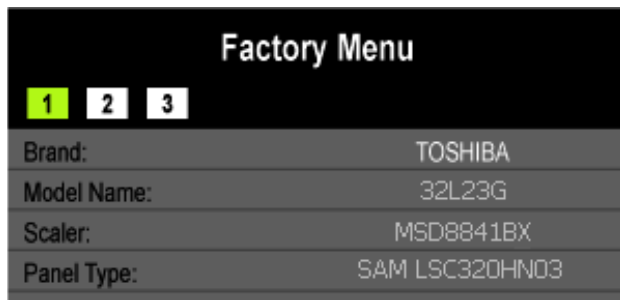 Factory Menu
1 2 3
Brand: TOSHIBA
Model Name: 32L23G
Scaler: MSD8841BX
Panel Type: SAM LSC320HN03